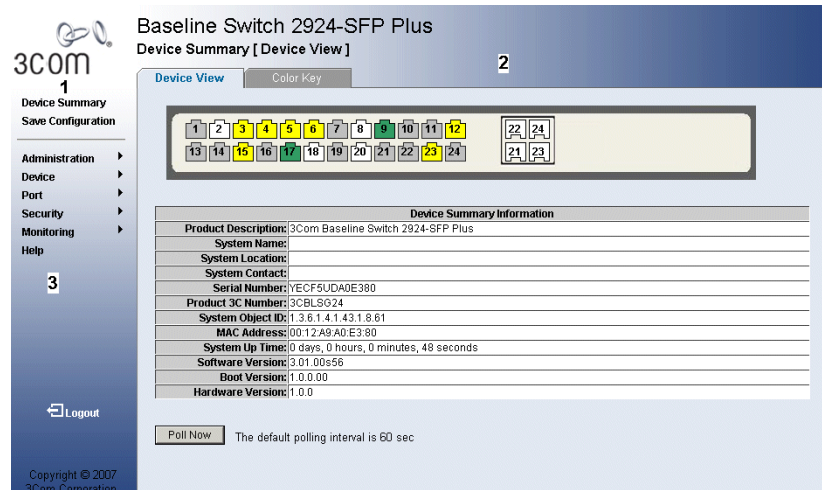 3COM
1
Device Summary
Save Configuration
Administration
Device
Port
Security
Monitoring
Help
3
Logout
Copyright © 2007
3Com Corporation
Baseline Switch 2924-SFP Plus
Device Summary [ Device View ]
2
Device View Color Key
1 2 3 4 5 6 7 8 9 10 11 12 22 24
13 14 15 16 17 18 19 20 21 22 23 24 21 23
Device Summary Information
Product Description: 3Com Baseline Switch 2924-SFP Plus
System Name:
System Location:
System Contact:
Serial Number: YECF5UDA0E380
Product 3C Number: 3CBLSG24
System Object ID: 1.3.6.1.4.1.43.1.8.61
MAC Address: 00:12:A9:A0:E3:80
System Up Time: 0 days, 0 hours, 0 minutes, 48 seconds
Software Version: 3.01.00s56
Boot Version: 1.0.0.00
Hardware Version: 1.0.0
Poll Now The default polling interval is 60 sec